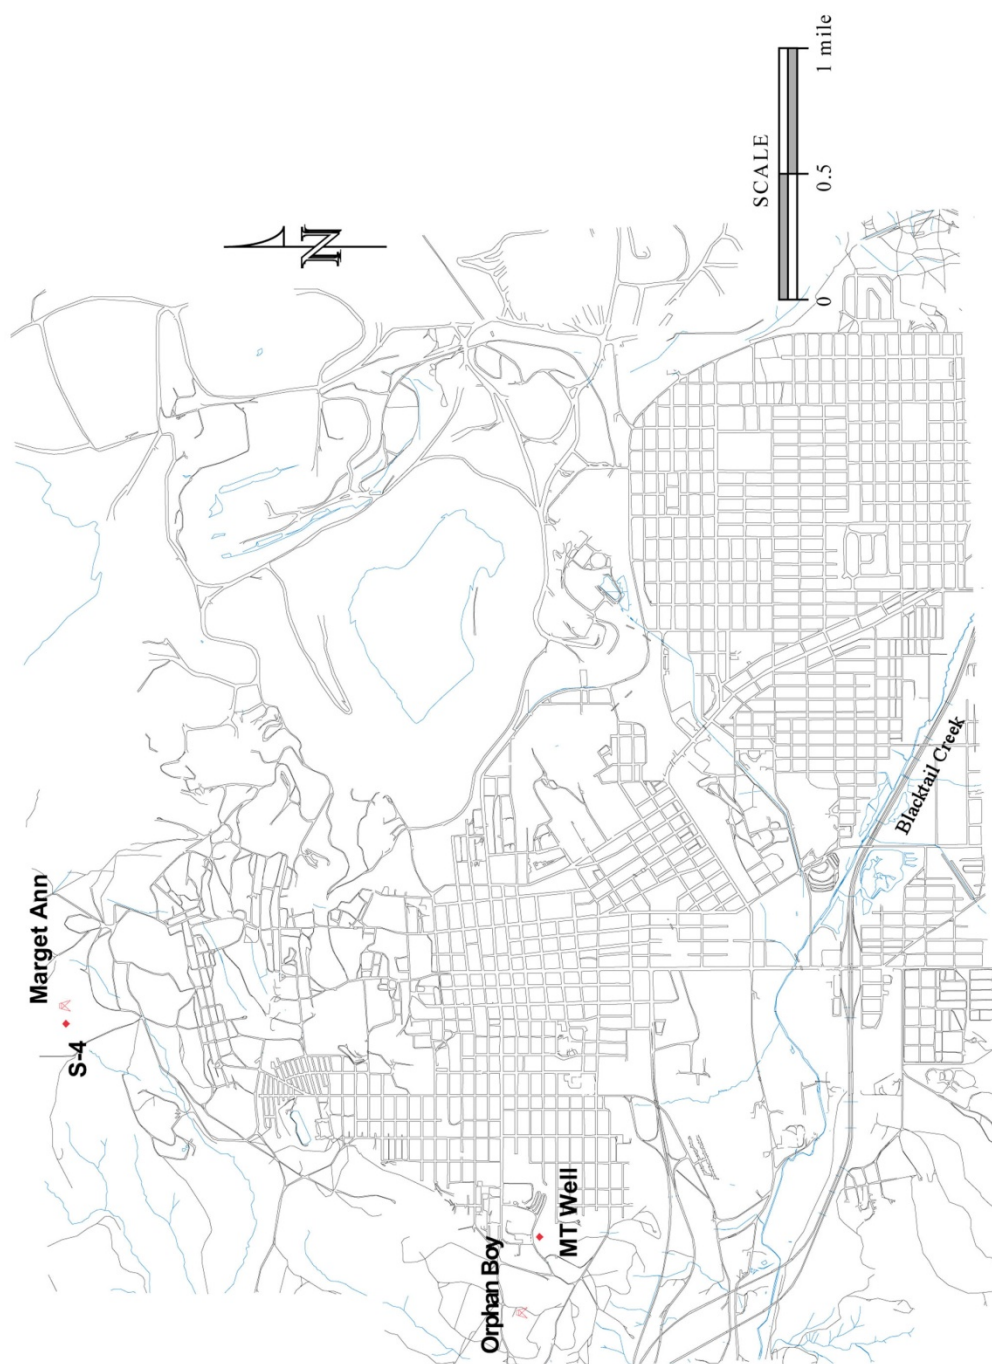 Marget Ann
S-4
N
SCALE
0 0.5 1 mile
Orphan Boy
MT Well
Blacktail Creek